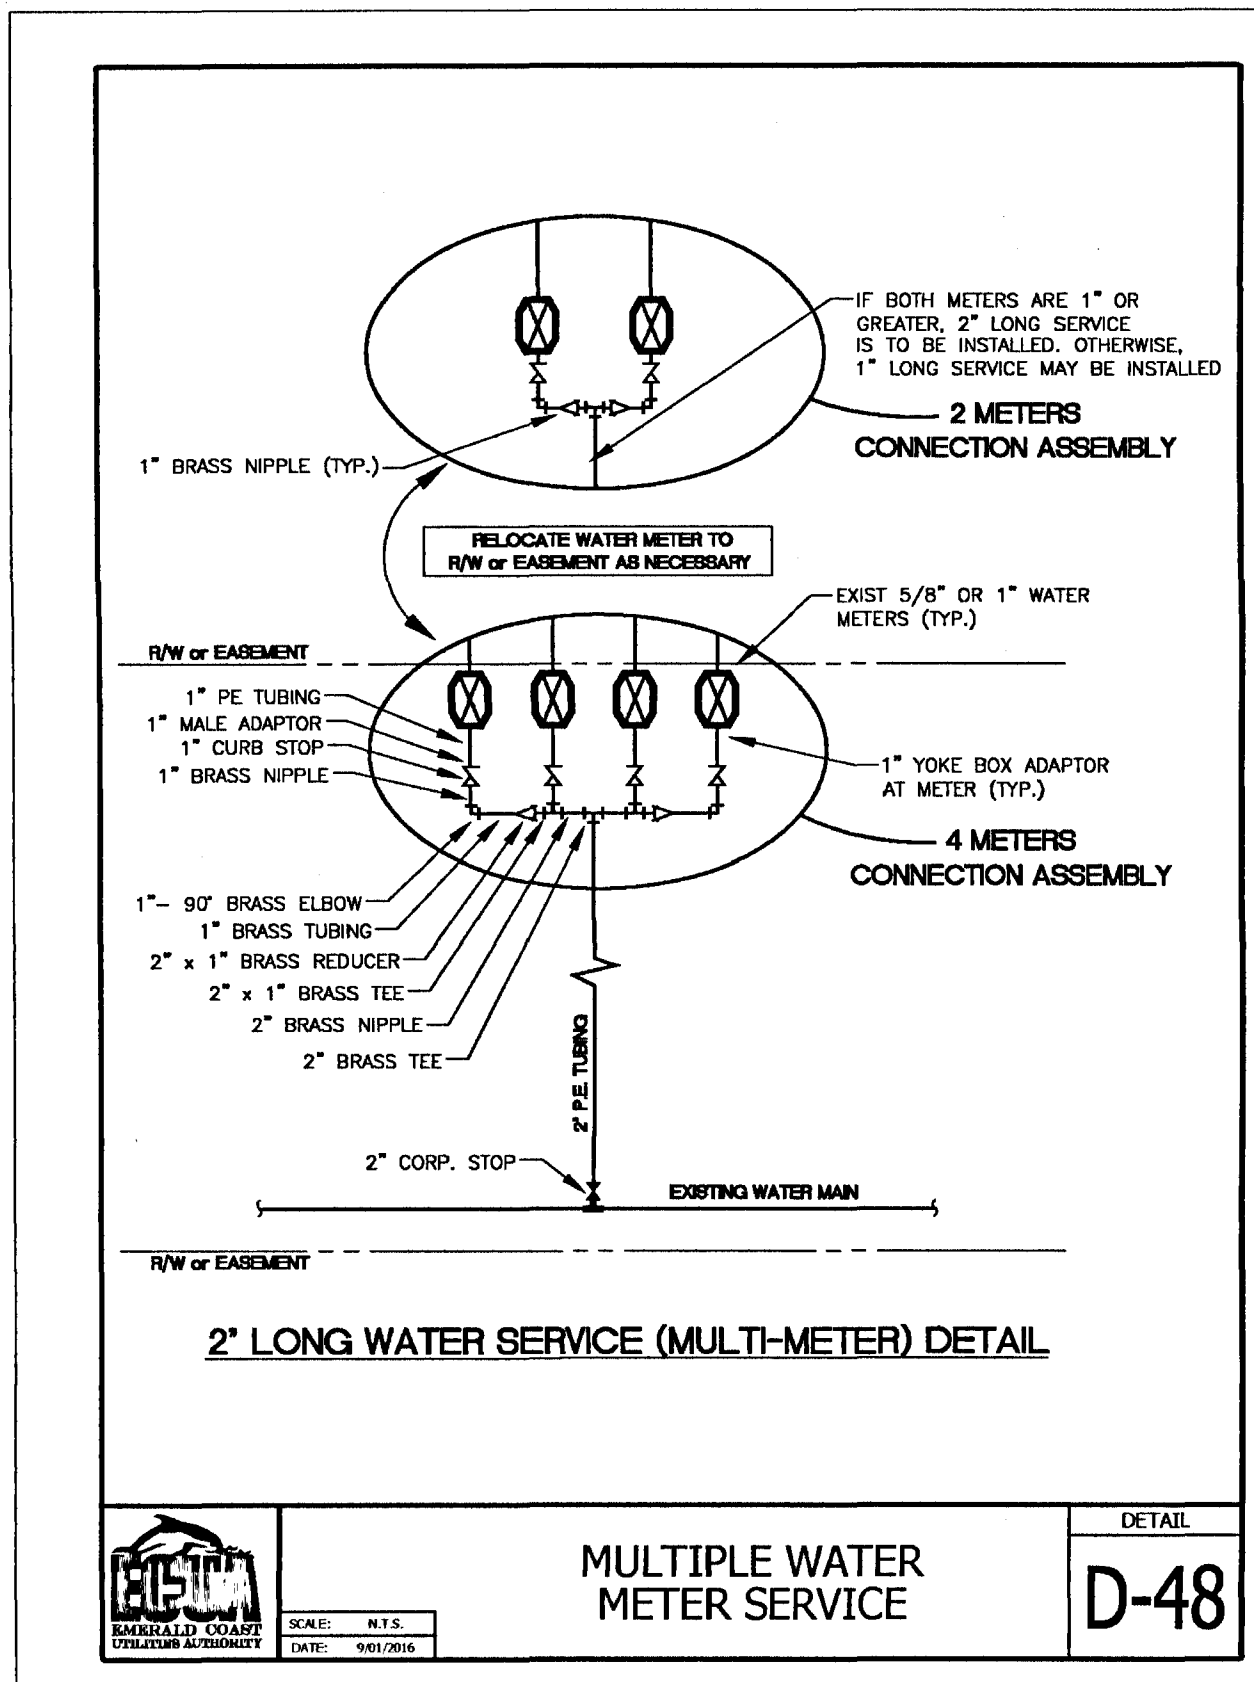 IF BOTH METERS ARE 1" OR
GREATER, 2" LONG SERVICE
IS TO BE INSTALLED. OTHERWISE,
1" LONG SERVICE MAY BE INSTALLED
2 METERS
CONNECTION ASSEMBLY
1" BRASS NIPPLE (TYP.)
RELOCATE WATER METER TO
R/W or EASEMENT AS NECESSARY
EXIST 5/8" OR 1" WATER
METERS (TYP.)
R/W or EASEMENT
1" PE TUBING
1" MALE ADAPTOR
1" CURB STOP
1" BRASS NIPPLE
1" YOKE BOX ADAPTOR
AT METER (TYP.)
4 METERS
CONNECTION ASSEMBLY
1"- 90° BRASS ELBOW
1" BRASS TUBING
2" x 1" BRASS REDUCER
2" x 1" BRASS TEE
2" BRASS NIPPLE
2" BRASS TEE
2" P.E. TUBING
2" CORP. STOP
EXISTING WATER MAIN
R/W or EASEMENT
2" LONG WATER SERVICE (MULTI-METER) DETAIL
ECUA
EMERALD COAST
UTILITIES AUTHORITY
SCALE: N.T.S.
DATE: 9/01/2016
MULTIPLE WATER
METER SERVICE
DETAIL
D-48